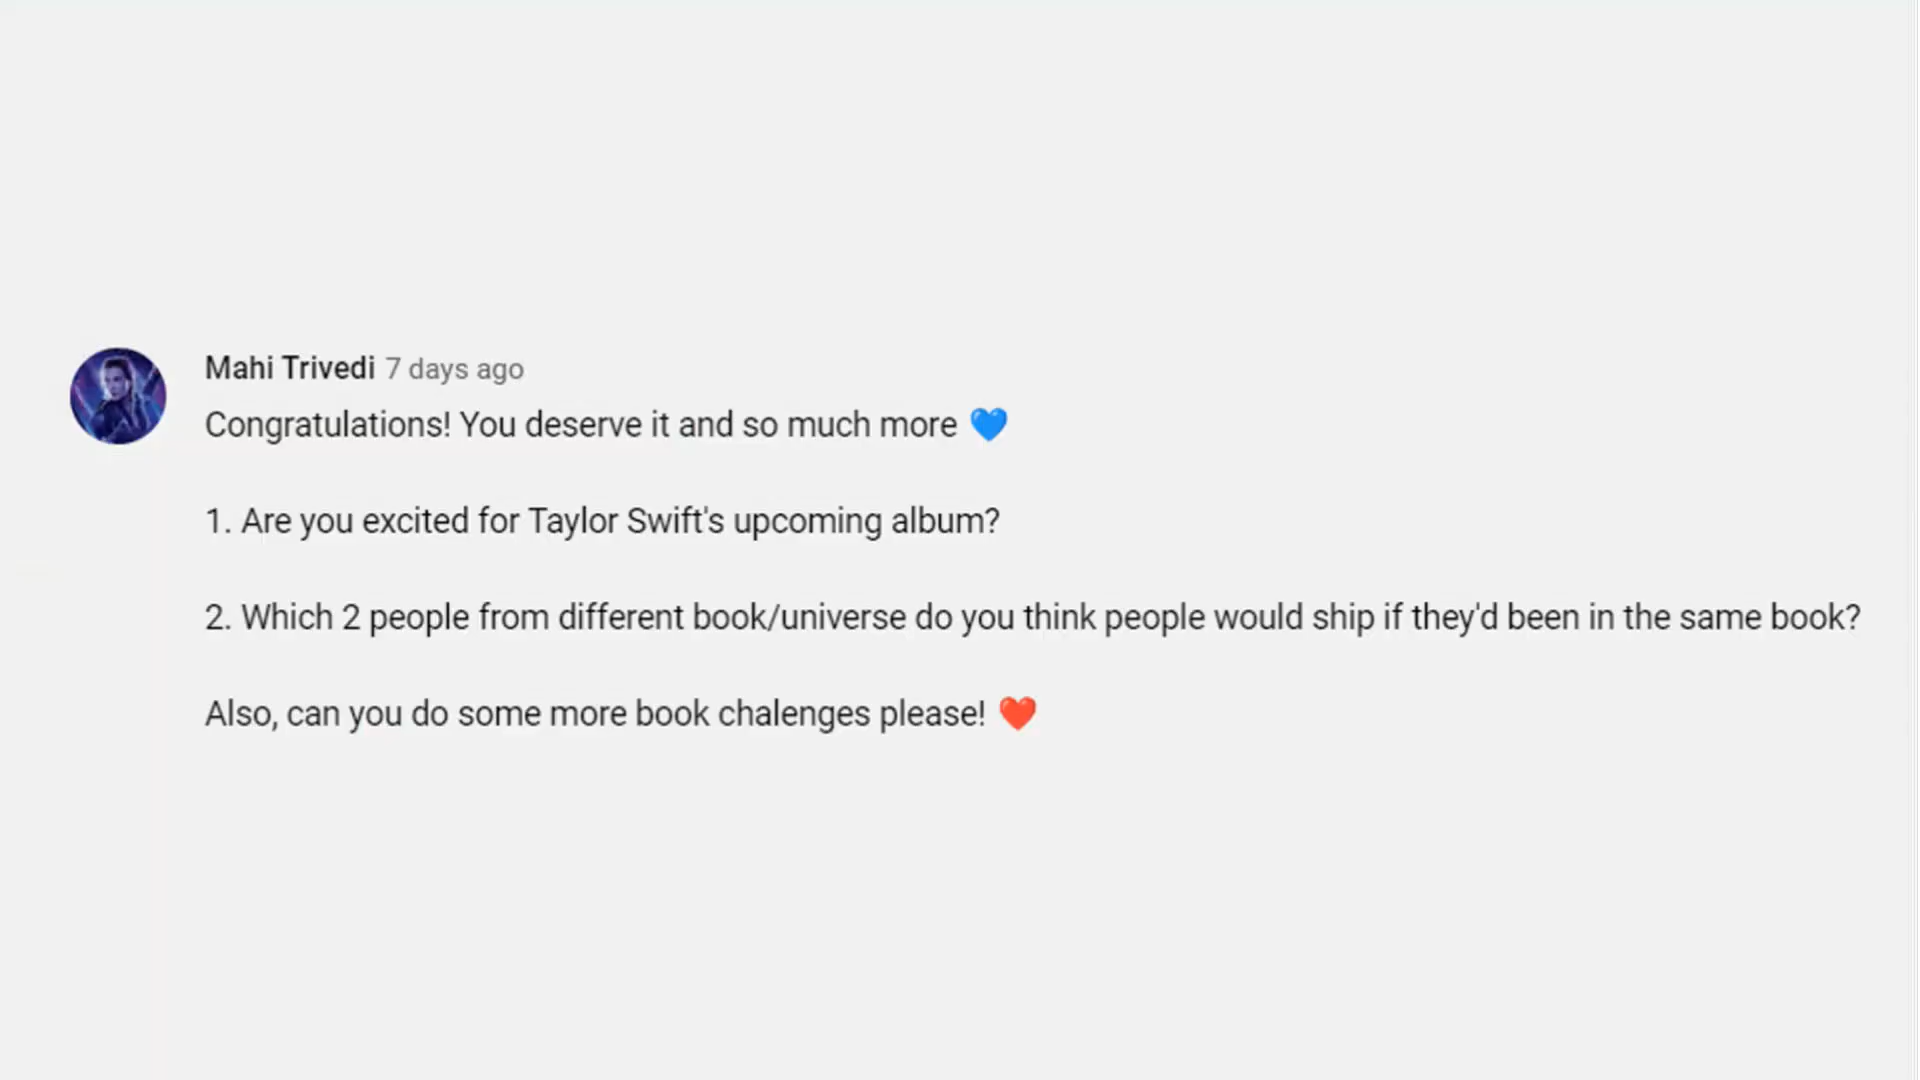 Mahi Trivedi 7 days ago
Congratulations! You deserve it and so much more 💙
1. Are you excited for Taylor Swift's upcoming album?
2. Which 2 people from different book/universe do you think people would ship if they'd been in the same book?
Also, can you do some more book chalenges please! ❤️